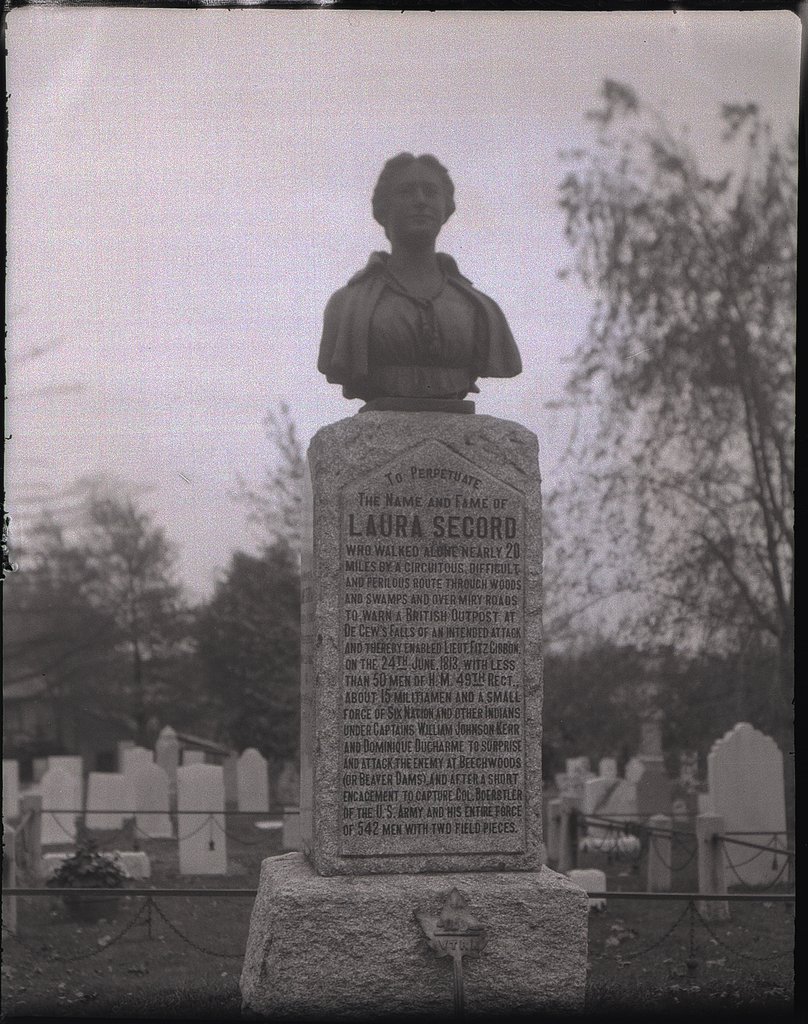 TO PERPETUATE
THE NAME AND FAME OF
LAURA SECORD
WHO WALKED ALONE NEARLY 20
MILES BY A CIRCUITOUS, DIFFICULT
AND PERILOUS ROUTE THROUGH WOODS
AND SWAMPS AND OVER MIRY ROADS
TO WARN A BRITISH OUTPOST AT
DE CEW'S FALLS OF AN INTENDED ATTACK
AND THEREBY ENABLED LIEUT. FITZGIBBON
ON THE 24TH JUNE, 1813, WITH LESS
THAN 50 MEN OF H.M. 49TH REGT.,
ABOUT 15 MILITIAMEN AND A SMALL
FORCE OF SIX NATION AND OTHER INDIANS
UNDER CAPTAINS WILLIAM JOHNSON KERR
AND DOMINIQUE DUCHARME TO SURPRISE
AND ATTACK THE ENEMY AT BEECHWOODS
(OR BEAVER DAMS), AND AFTER A SHORT
ENGAGEMENT TO CAPTURE COL. BOERSTLER
OF THE U.S. ARMY AND HIS ENTIRE FORCE
OF 542 MEN WITH TWO FIELD PIECES.